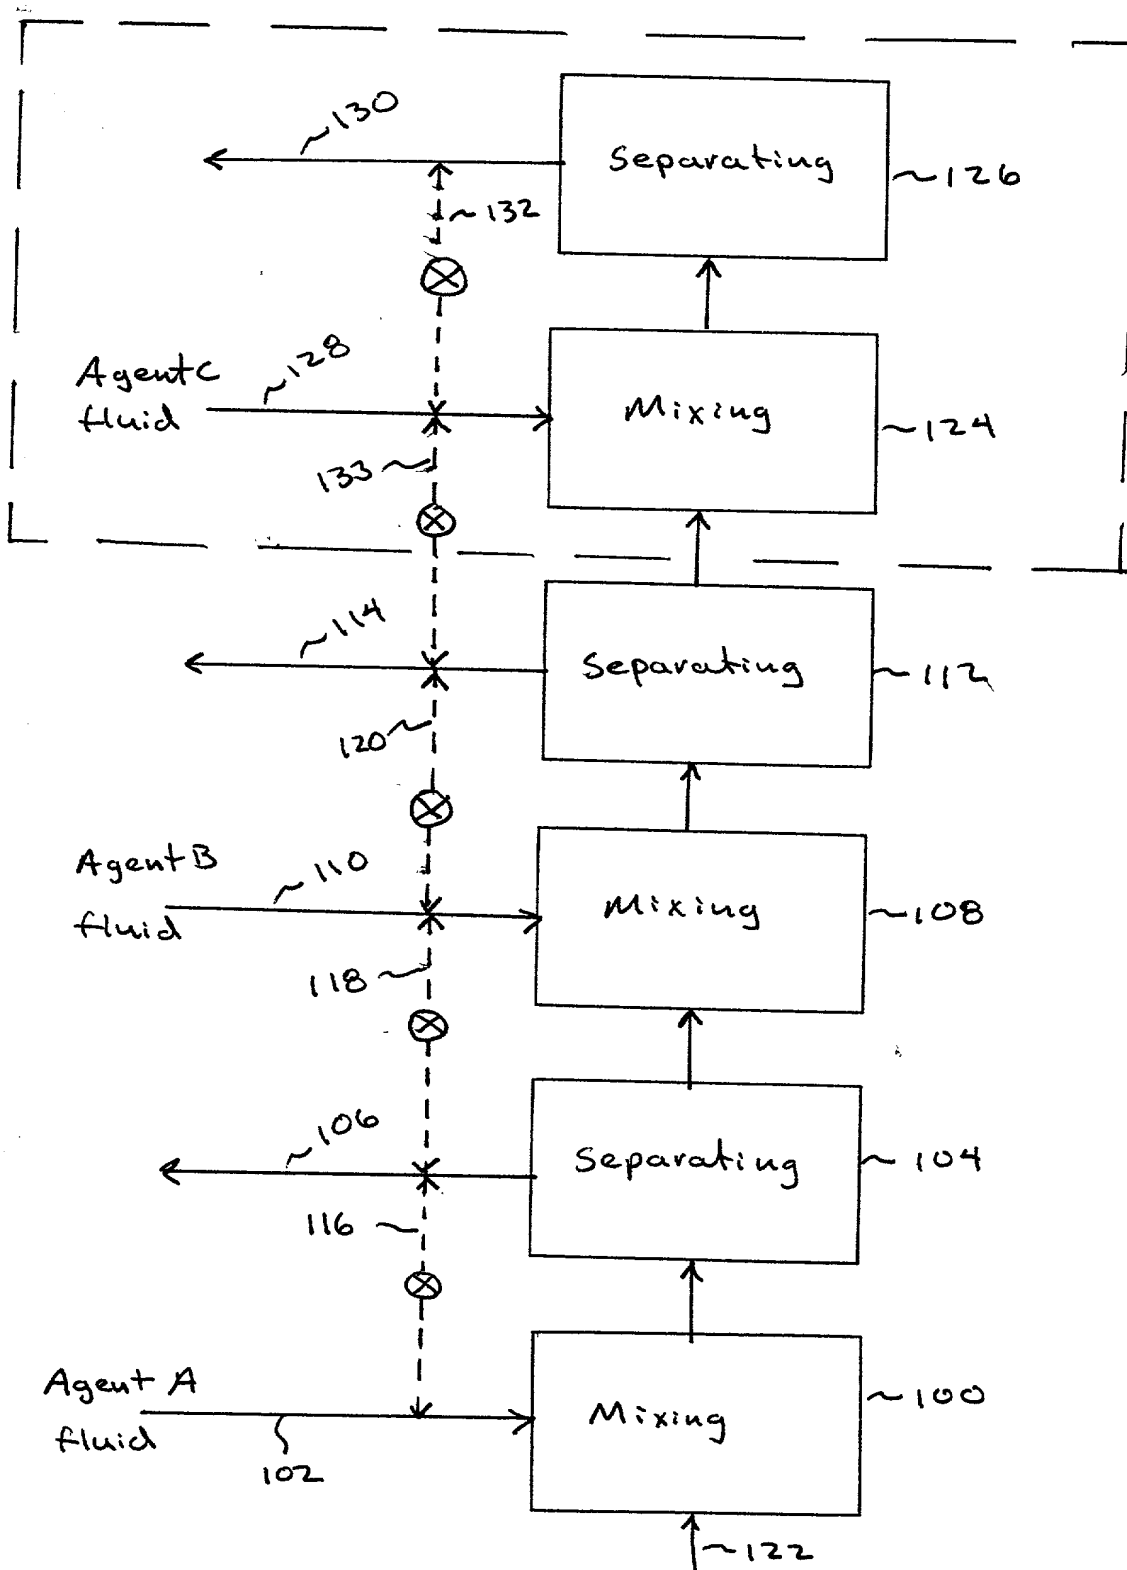 130
Separating
126
132
Agent C
128
fluid
Mixing
124
133
114
Separating
112
120
Agent B
110
fluid
Mixing
108
118
106
Separating
104
116
Agent A
100
fluid
Mixing
102
122